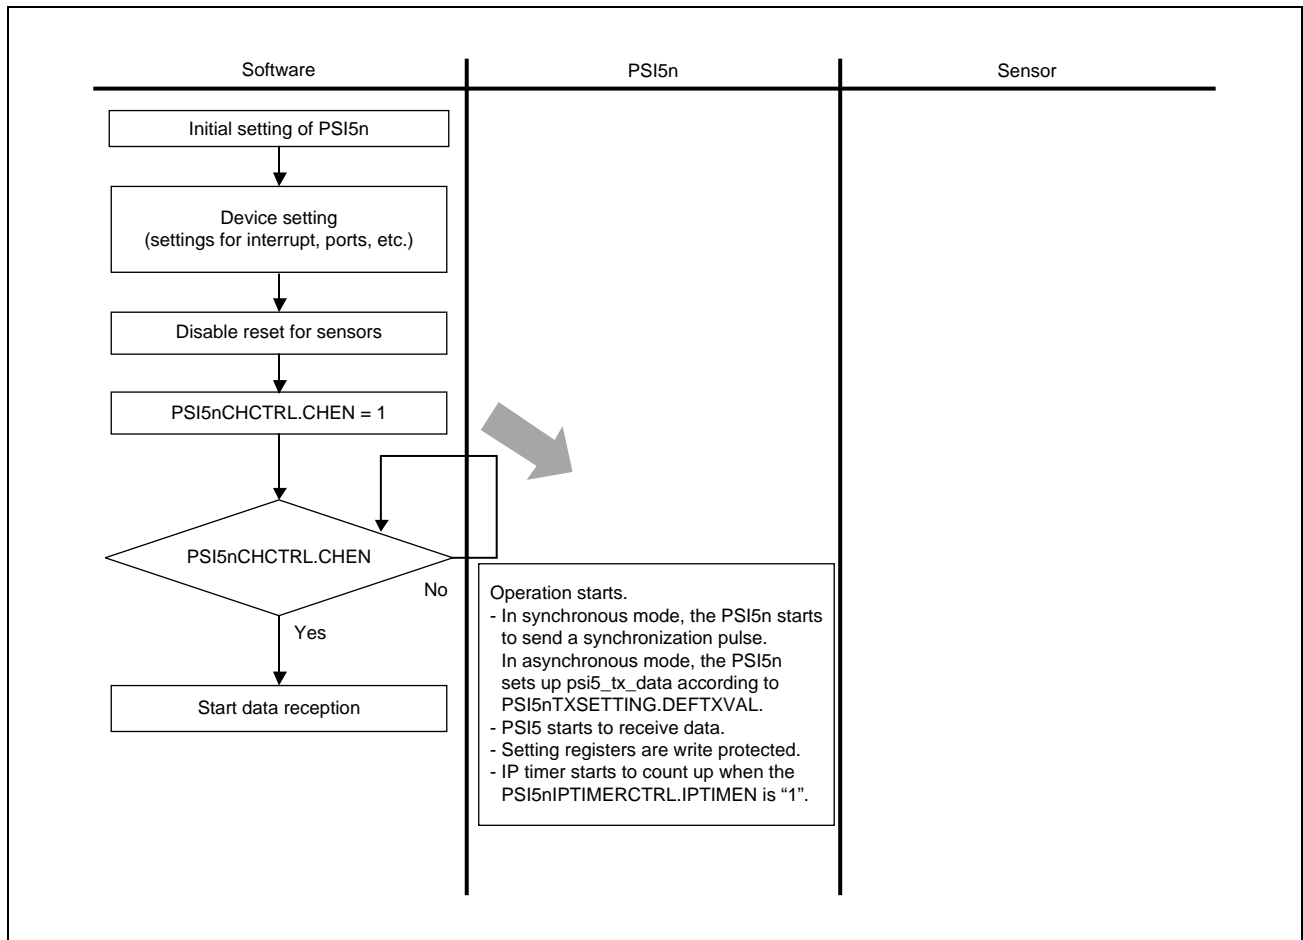 Software
PSI5n
Sensor
Initial setting of PSI5n
Device setting
(settings for interrupt, ports, etc.)
Disable reset for sensors
PSI5nCHCTRL.CHEN = 1
PSI5nCHCTRL.CHEN
No
Yes
Start data reception
Operation starts.
- In synchronous mode, the PSI5n starts
to send a synchronization pulse.
In asynchronous mode, the PSI5n
sets up psi5_tx_data according to
PSI5nTXSETTING.DEFTXVAL.
- PSI5 starts to receive data.
- Setting registers are write protected.
- IP timer starts to count up when the
PSI5nIPTIMERCTRL.IPTIMEN is “1”.